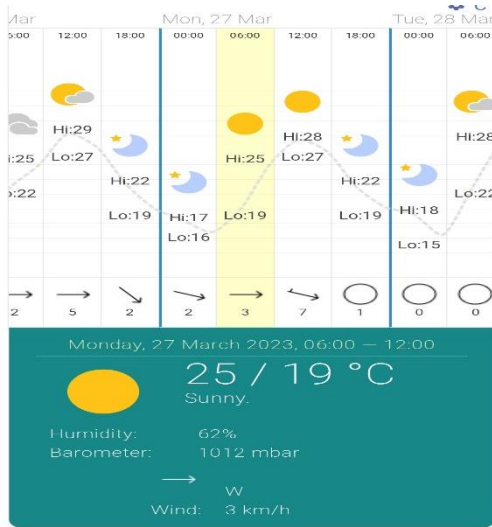 Mar Mon, 27 Mar Tue, 28 Mar
C
6:00 12:00 18:00 00:00 06:00 12:00 18:00 00:00 06:00
Hi:29 Hi:28 Hi:28
i:25 Lo:27 Hi:25 Lo:27
Hi:22 Hi:22 Lo:22
o:22
Lo:19 Hi:17 Lo:19 Lo:19 Hi:18
Lo:16 Lo:15
2 5 2 2 3 7 1 0 0
Monday, 27 March 2023, 06:00 – 12:00
25 / 19 °C
Sunny.
Humidity: 62%
Barometer: 1012 mbar
W
Wind: 3 km/h